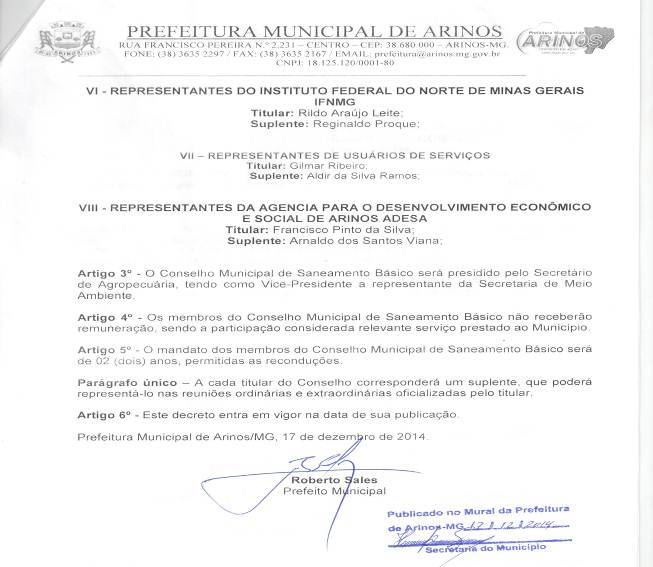 PREFEITURA MUNICIPAL DE ARINOS
RUA FRANCISCO PEREIRA N.º 2.231 – CENTRO – CEP: 38.680.000 – ARINOS-MG.
FONE: (38) 3635 2297 / FAX: (38) 3635 2367 / EMAIL: prefeitura@arinos.mg.gov.br
CNPJ: 18.125.120/0001-80
Prefeitura Municipal de
ARINOS
VI - REPRESENTANTES DO INSTITUTO FEDERAL DO NORTE DE MINAS GERAIS
IFNMG
Titular: Rildo Araújo Leite;
Suplente: Reginaldo Proque;
VII – REPRESENTANTES DE USUÁRIOS DE SERVIÇOS
Titular: Gilmar Ribeiro;
Suplente: Aldir da Silva Ramos;
VIII - REPRESENTANTES DA AGENCIA PARA O DESENVOLVIMENTO ECONÔMICO
E SOCIAL DE ARINOS ADESA
Titular: Francisco Pinto da Silva;
Suplente: Arnaldo dos Santos Viana;
Artigo 3º - O Conselho Municipal de Saneamento Básico será presidido pelo Secretário
de Agropecuária, tendo como Vice-Presidente a representante da Secretaria de Meio
Ambiente.
Artigo 4º - Os membros do Conselho Municipal de Saneamento Básico não receberão
remuneração, sendo a participação considerada relevante serviço prestado ao Município.
Artigo 5º - O mandato dos membros do Conselho Municipal de Saneamento Básico será
de 02 (dois) anos, permitidas as reconduções.
Parágrafo único – A cada titular do Conselho corresponderá um suplente, que poderá
representá-lo nas reuniões ordinárias e extraordinárias oficializadas pelo titular.
Artigo 6º - Este decreto entra em vigor na data de sua publicação.
Prefeitura Municipal de Arinos/MG, 17 de dezembro de 2014.
Roberto Sales
Prefeito Municipal
Publicado no Mural da Prefeitura
de Arinos-MG 17 12 2014
Secretaria do Município